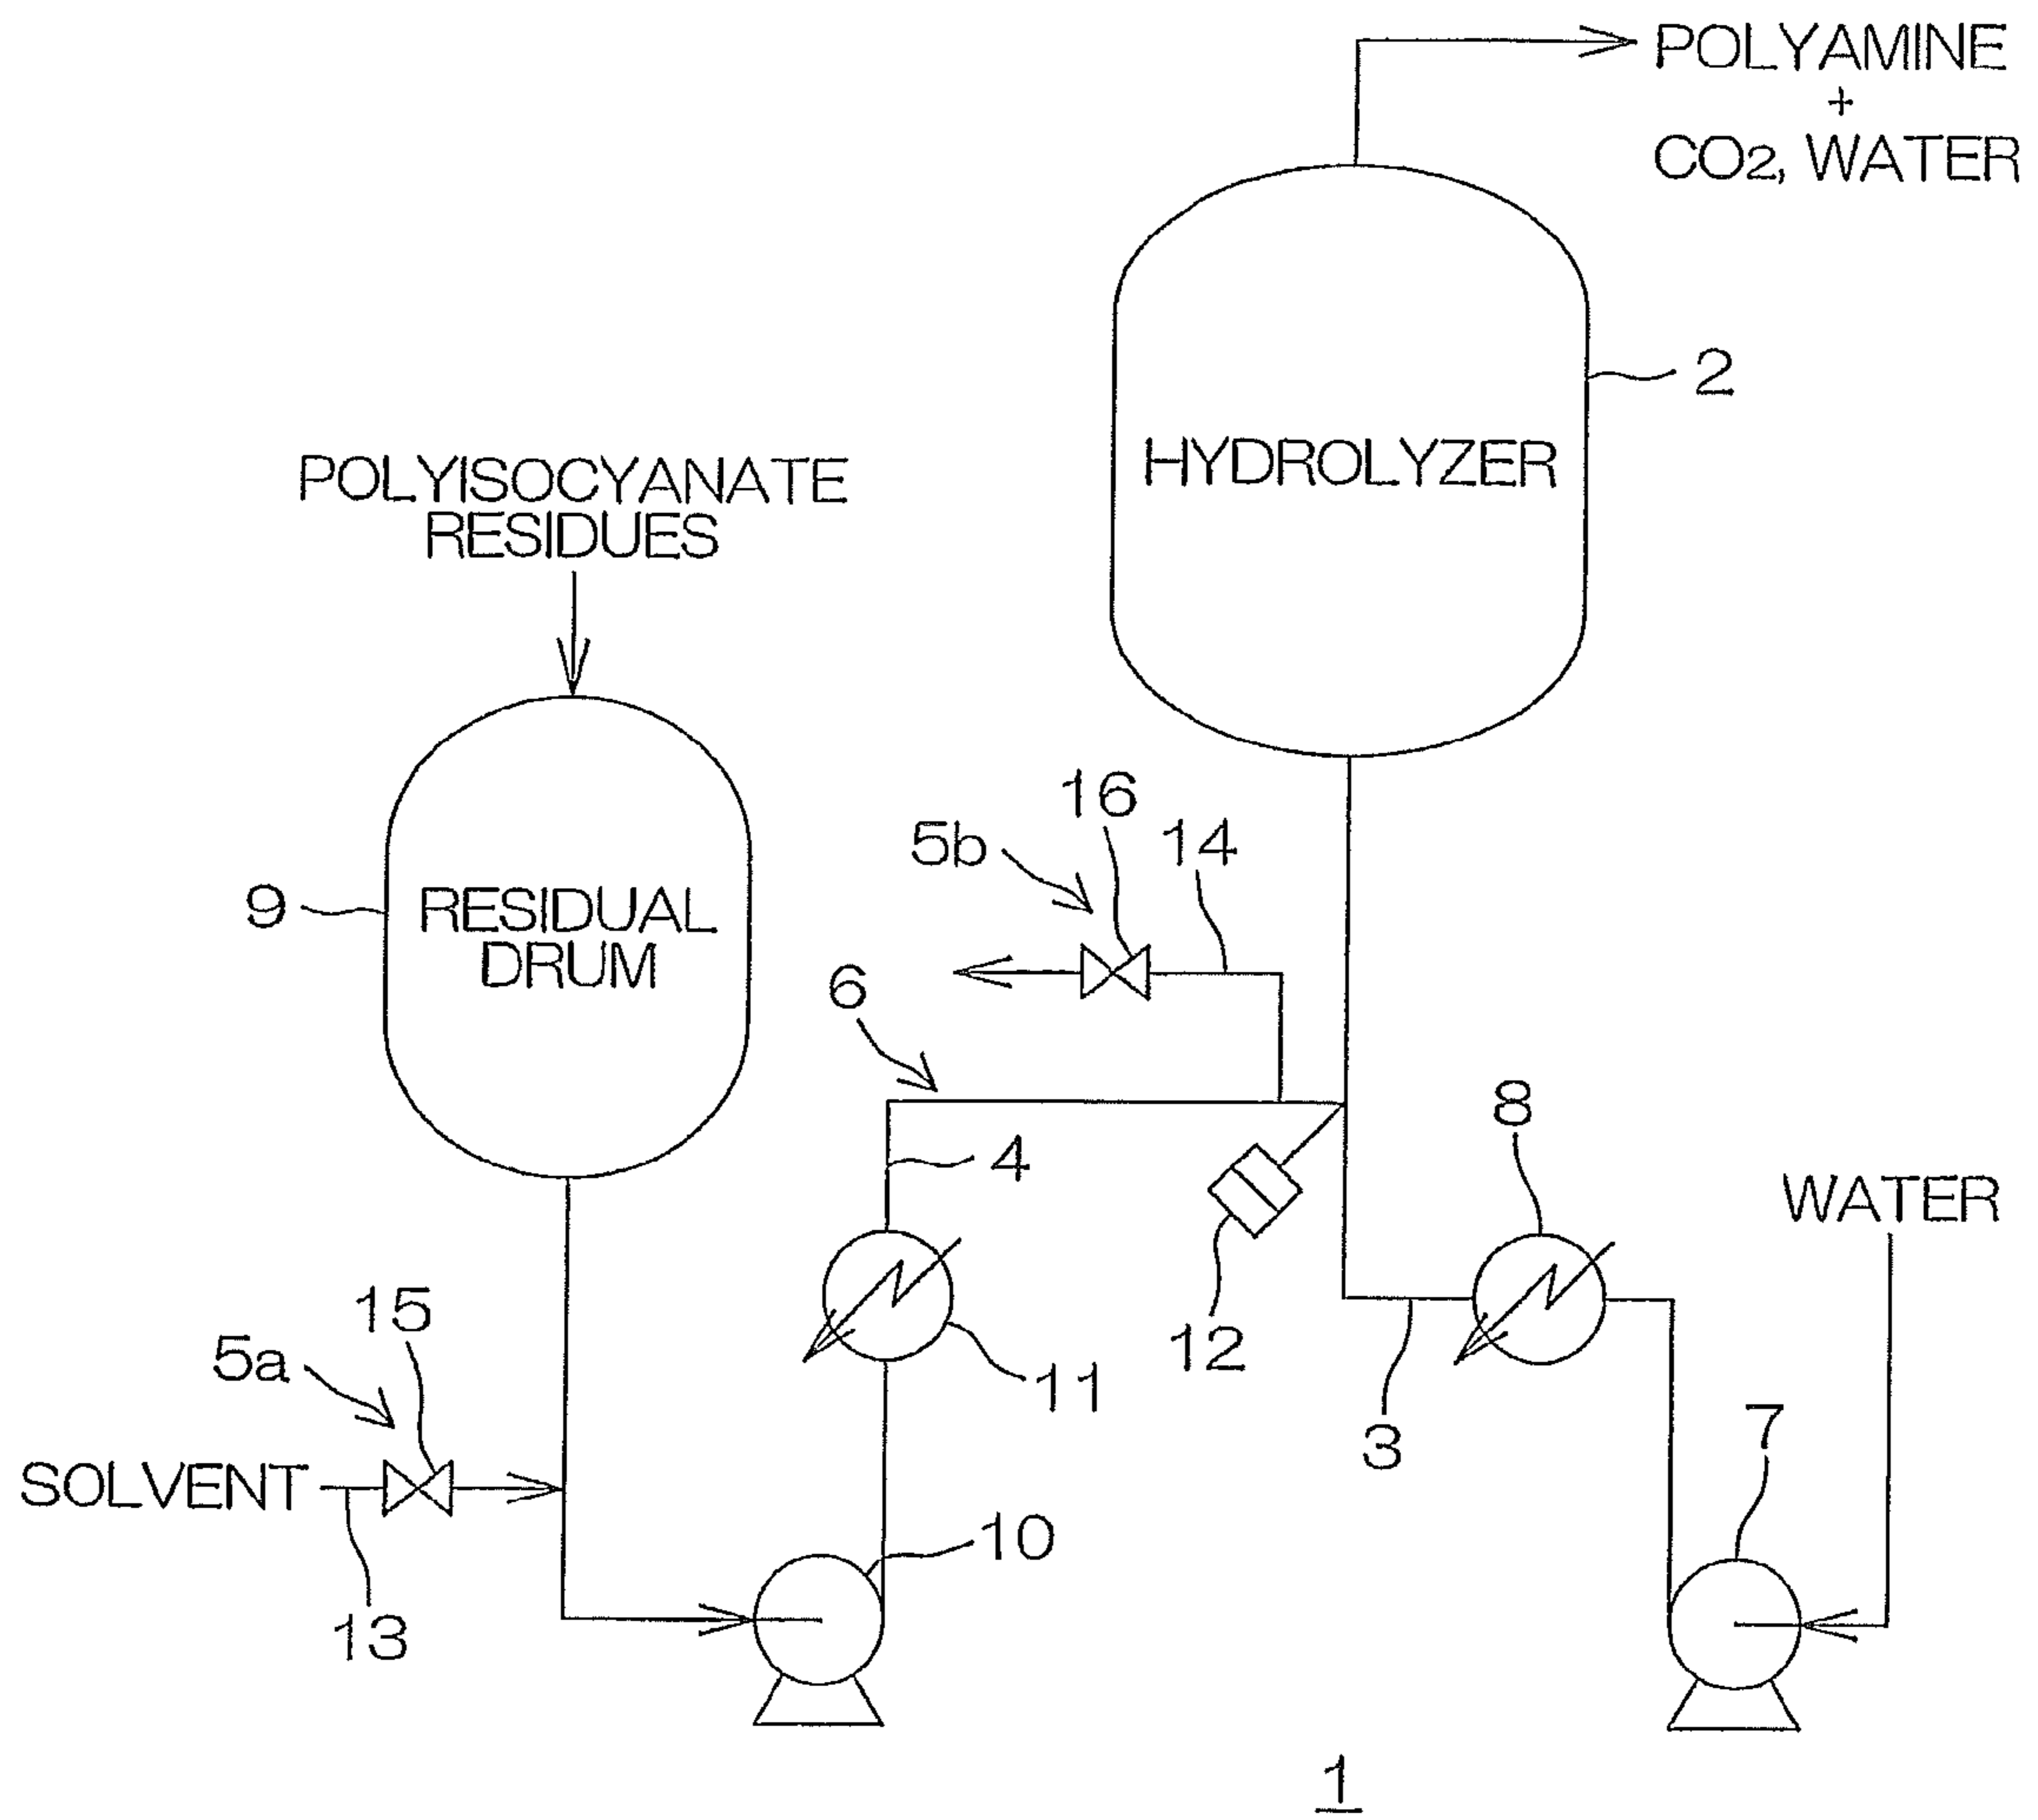 POLYAMINE
+
CO2, WATER
2
HYDROLYZER
POLYISOCYANATE
RESIDUES
16
5b
14
9
RESIDUAL
DRUM
6
8
4
WATER
12
15
5a
11
3
7
SOLVENT
10
13
1